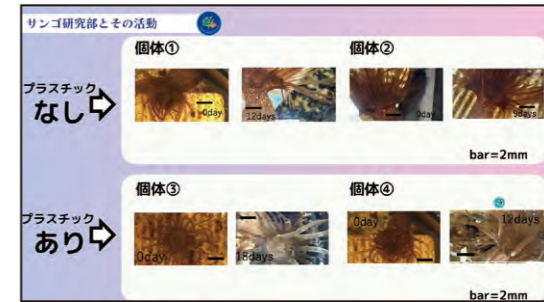 サンゴ研究部とその活動
個体① 個体②
プラスチック
なし
0day 12days 0day 9days
bar=2mm
個体③ 個体④
プラスチック
あり
0day 18days 0day 12days
bar=2mm